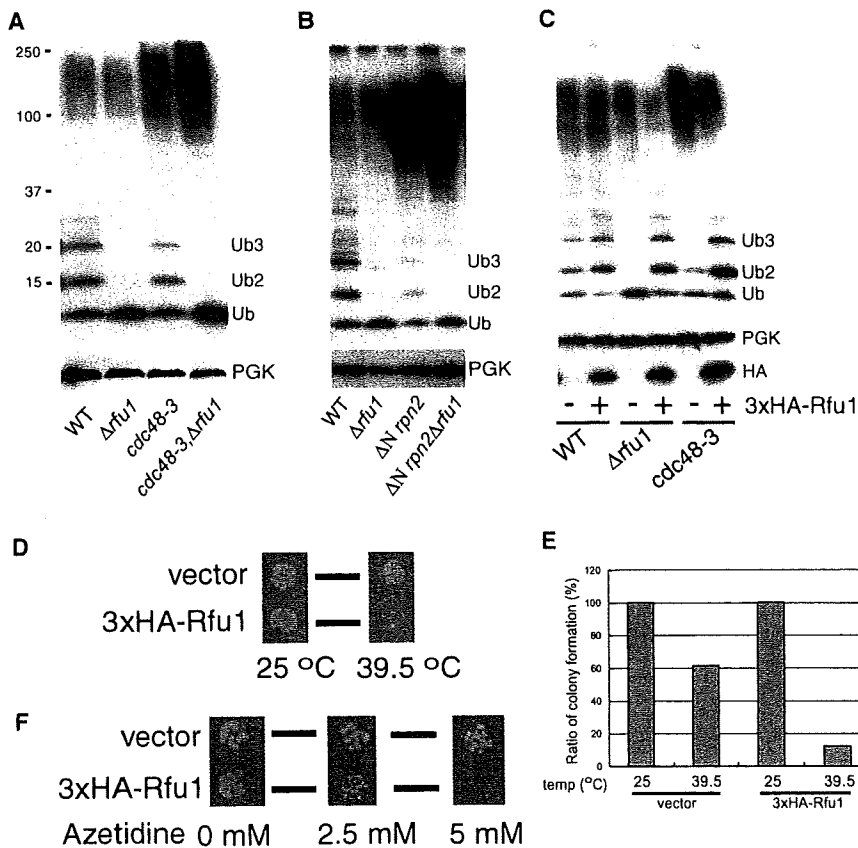 A
250
100
37
20
15
Ub3
Ub2
Ub
PGK
WT
Δrfu1
cdc48-3
cdc48-3,Δrfu1
B
Ub3
Ub2
Ub
PGK
WT
Δrfu1
ΔN rpn2
ΔN rpn2Δrfu1
C
Ub3
Ub2
Ub
PGK
HA
- + - + - + 3xHA-Rfu1
WT
Δrfu1
cdc48-3
D
vector
3xHA-Rfu1
25 °C 39.5 °C
E
Ratio of colony formation (%)
120
100
80
60
40
20
0
temp (°C) 25 39.5 25 39.5
vector 3xHA-Rfu1
F
vector
3xHA-Rfu1
Azetidine 0 mM 2.5 mM 5 mM